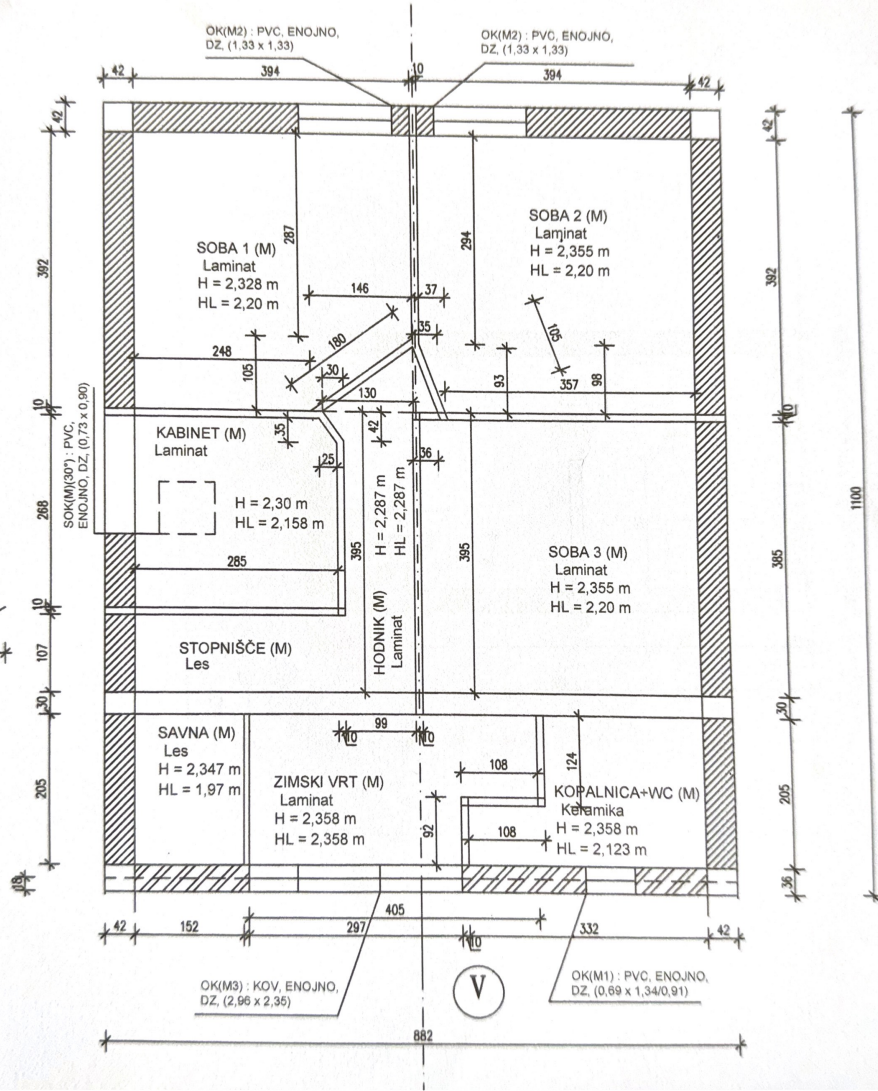 OK(M2) : PVC, ENOJNO,
DZ, (1,33 x 1,33)
OK(M2) : PVC, ENOJNO,
DZ, (1,33 x 1,33)
42
394
10
394
42
42
42
392
392
1100
SOBA 1 (M)
Laminat
H = 2,328 m
HL = 2,20 m
287
294
SOBA 2 (M)
Laminat
H = 2,355 m
HL = 2,20 m
146
37
180
35
105
248
105
30
130
93
357
98
10
10
SOK(M)(30°) : PVC,
ENOJNO, DZ, (0,73 x 0,90)
KABINET (M)
Laminat
35
42
25
36
H = 2,30 m
HL = 2,158 m
268
285
395
H = 2,287 m
HL = 2,287 m
395
385
SOBA 3 (M)
Laminat
H = 2,355 m
HL = 2,20 m
10
HODNIK (M)
Laminat
107
STOPNIŠČE (M)
Les
30
30
SAVNA (M)
Les
H = 2,347 m
HL = 1,97 m
99
10
10
205
205
108
124
ZIMSKI VRT (M)
Laminat
H = 2,358 m
HL = 2,358 m
92
108
KOPALNICA+WC (M)
Keramika
H = 2,358 m
HL = 2,123 m
18
36
405
42
152
297
10
332
42
OK(M3) : KOV, ENOJNO,
DZ, (2,96 x 2,35)
V
OK(M1) : PVC, ENOJNO,
DZ, (0,69 x 1,34/0,91)
882